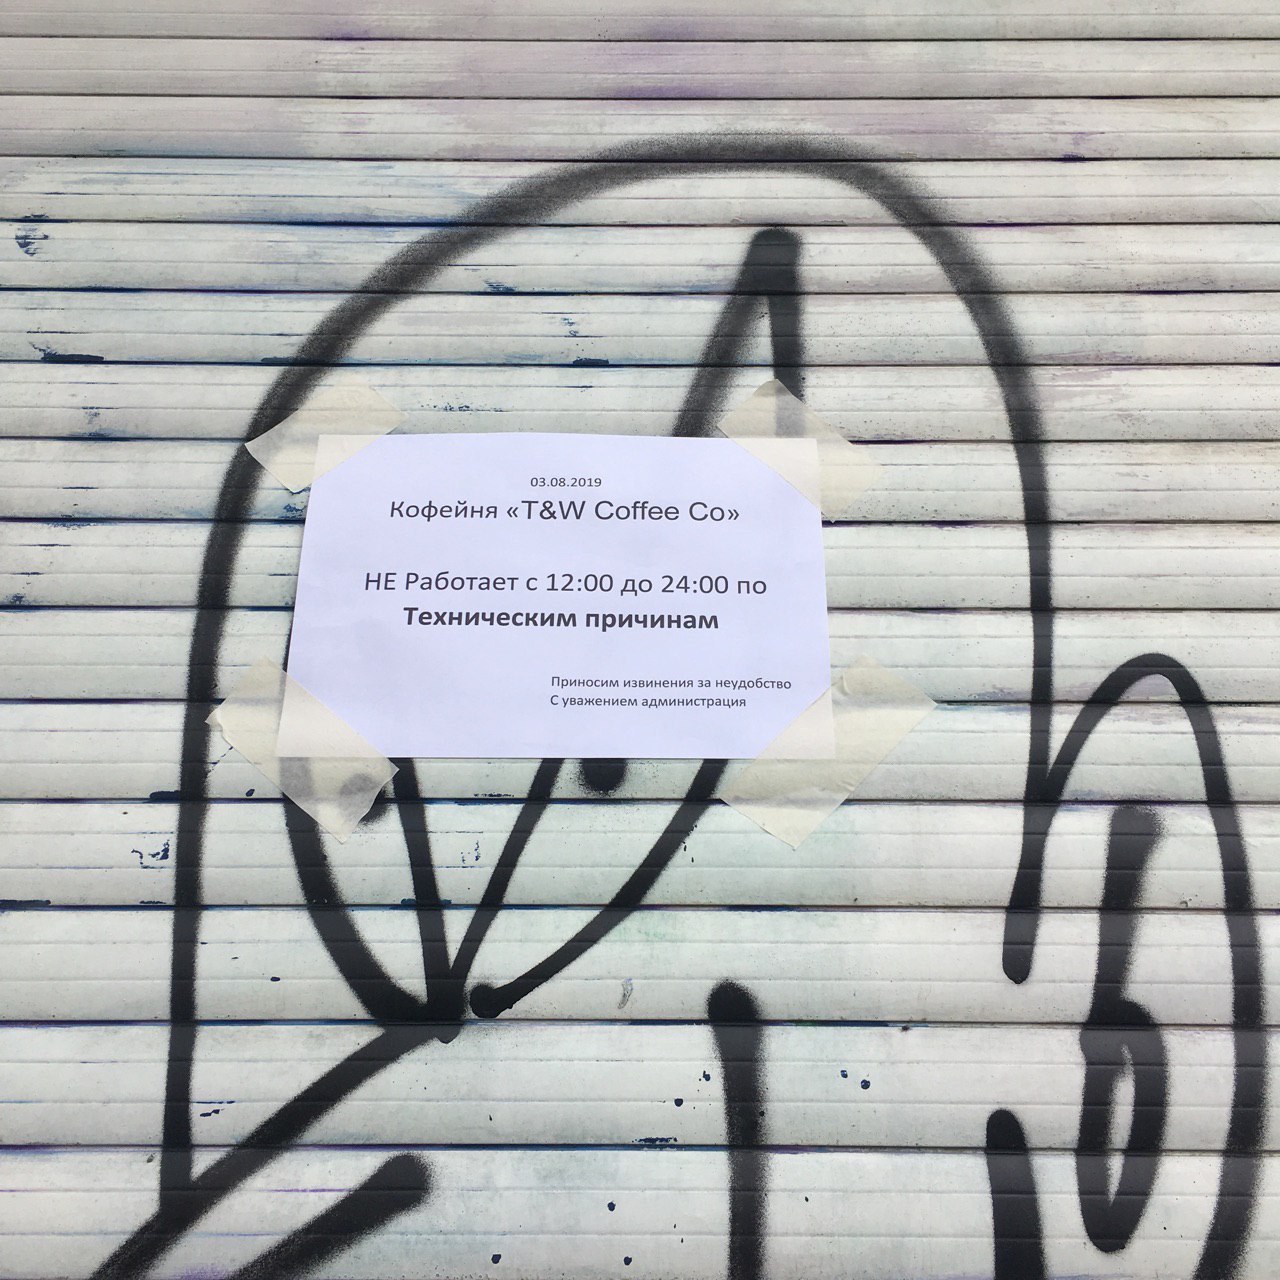 03.08.2019
Кофейня «T&W Coffee Co»
НЕ Работает с 12:00 до 24:00 по
Техническим причинам
Приносим извинения за неудобство
С уважением администрация